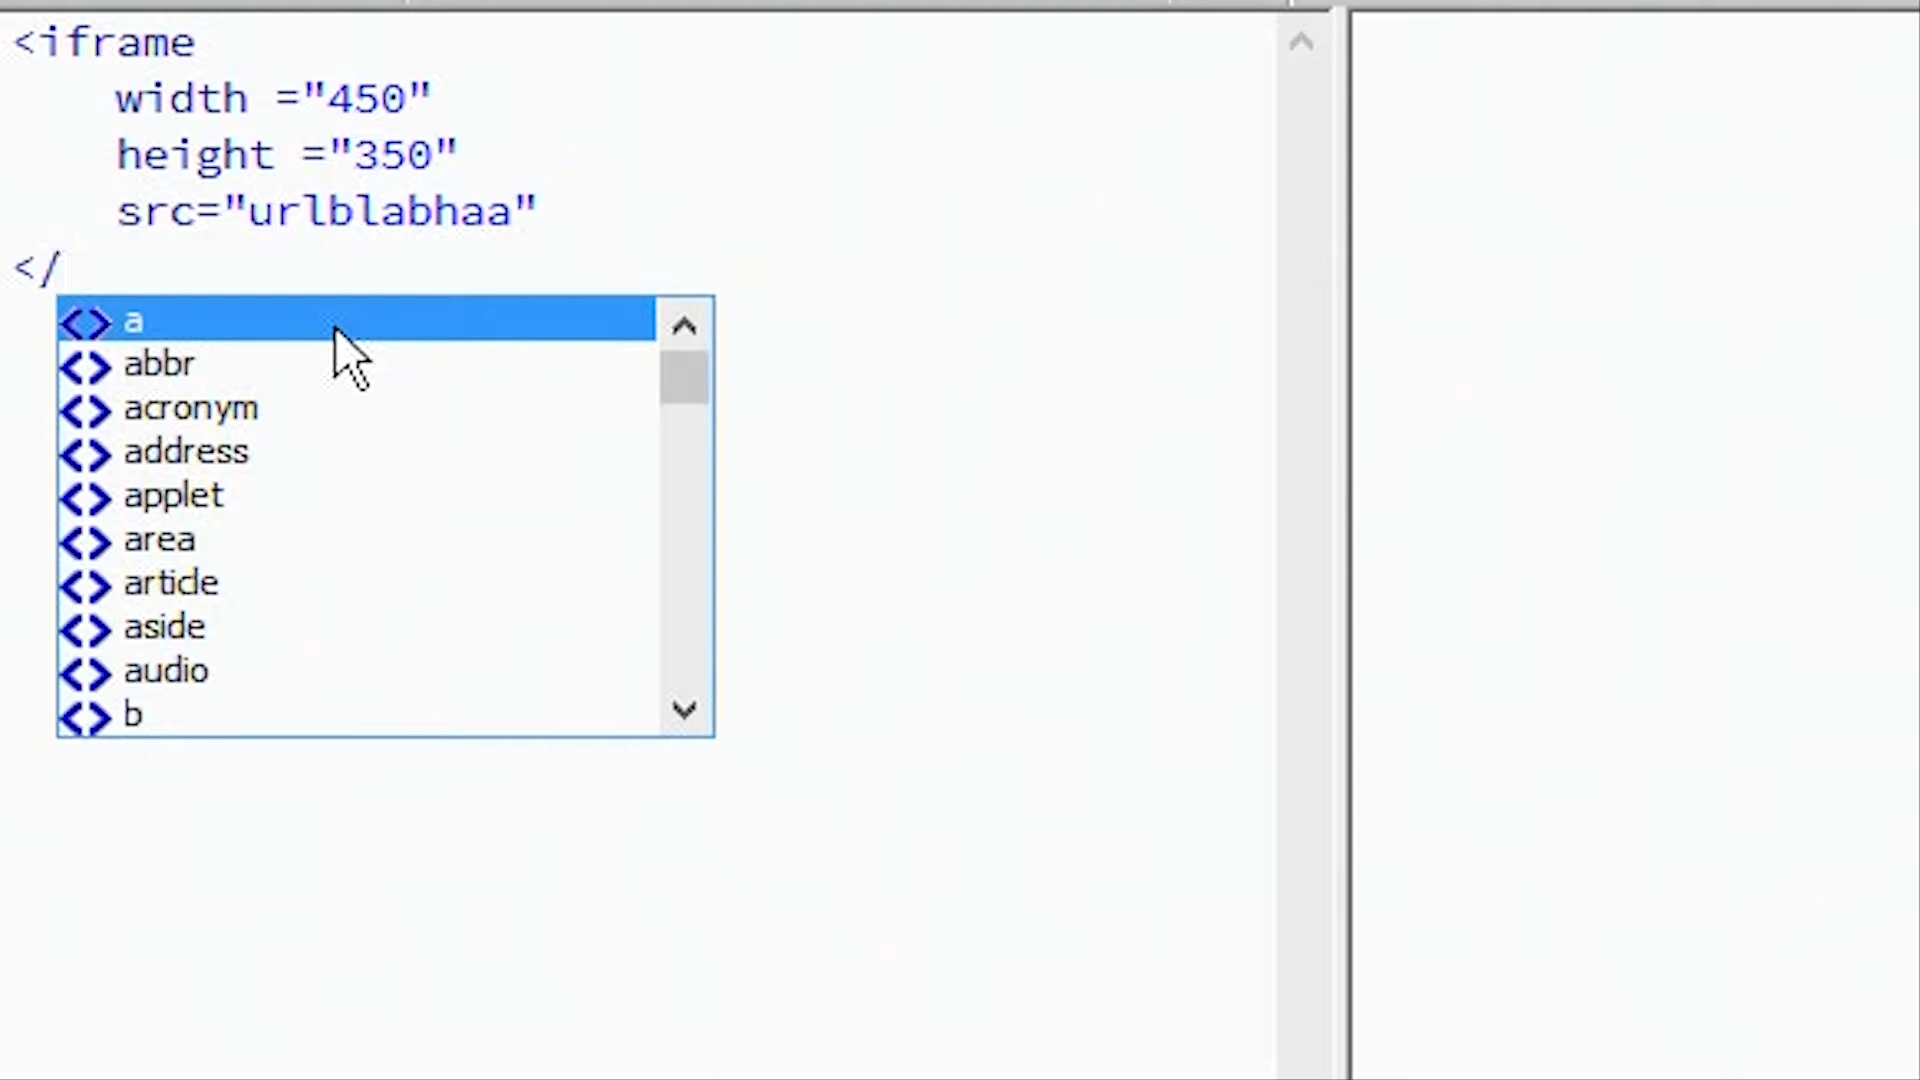 <iframe
width ="450"
height ="350"
src="urlblabhaa"
</
a
abbr
acronym
address
applet
area
article
aside
audio
b